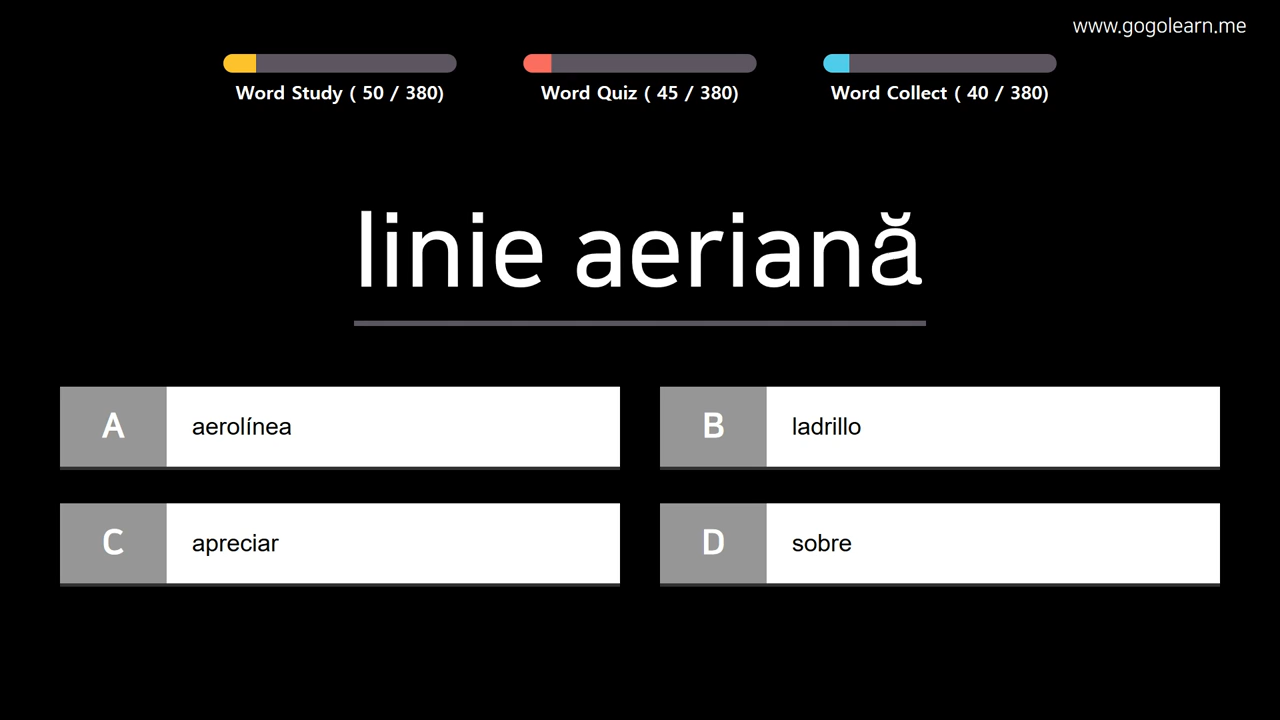 www.gogolearn.me
Word Study ( 50 / 380)
Word Quiz ( 45 / 380)
Word Collect ( 40 / 380)
linie aeriană
A
aerolínea
B
ladrillo
C
apreciar
D
sobre